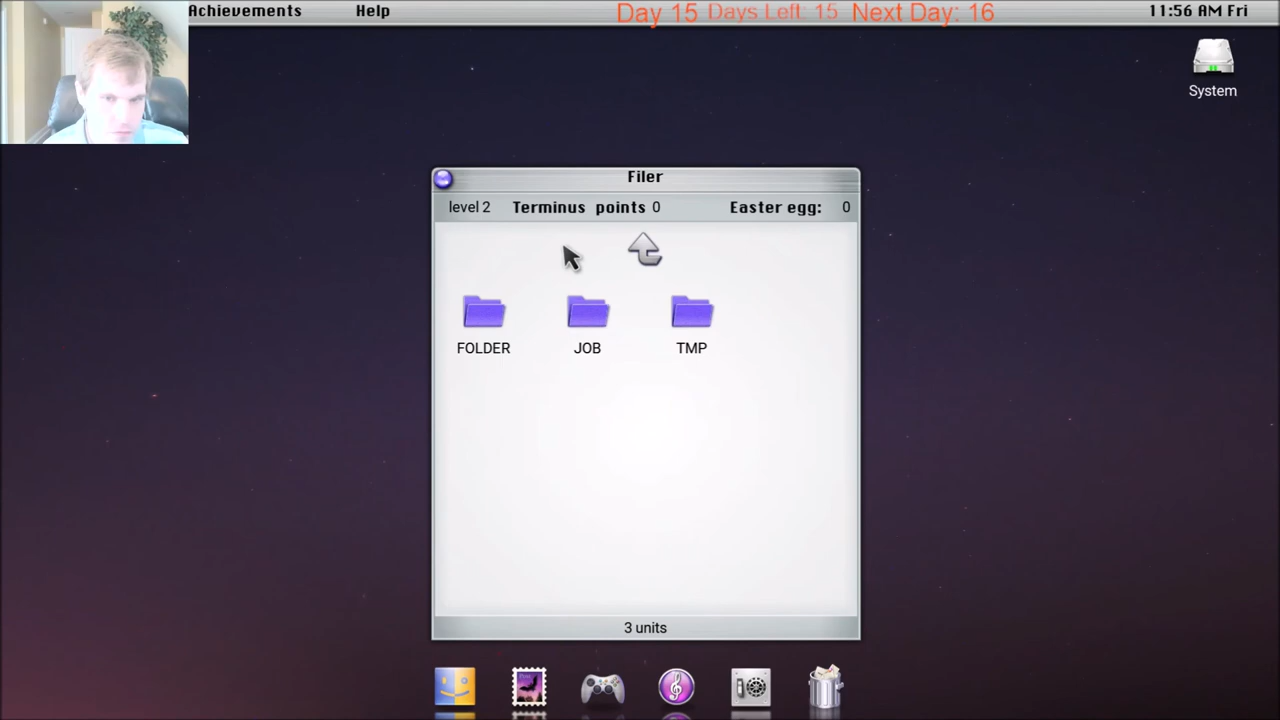 Achievements Help Day 15 Days Left: 15 Next Day: 16 11:56 AM Fri
System
Filer
level 2 Terminus points 0 Easter egg: 0
FOLDER JOB TMP
3 units